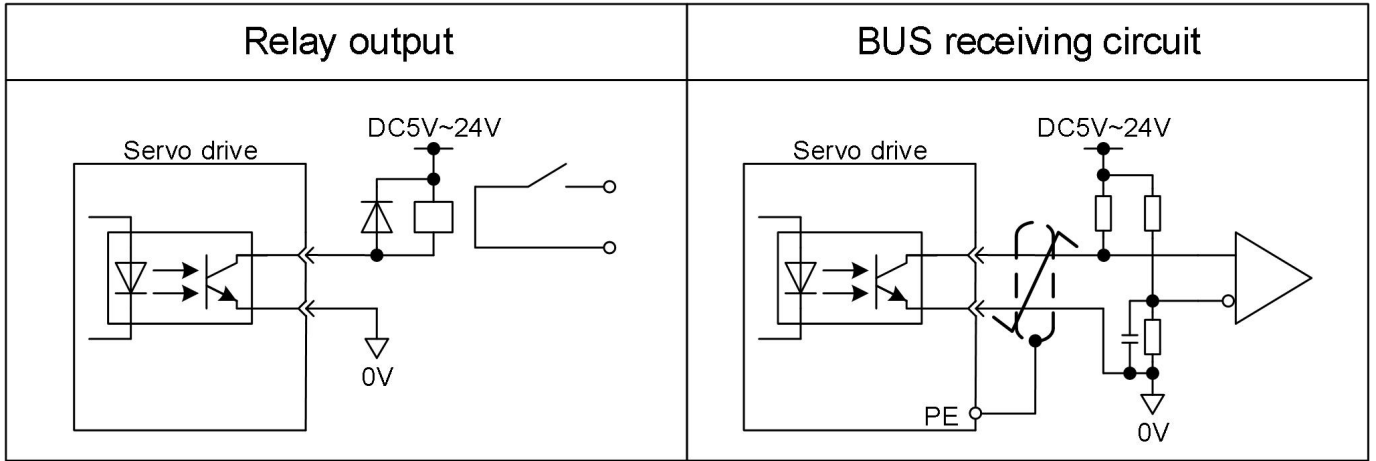 Relay output
BUS receiving circuit
DC5V~24V
Servo drive
0V
DC5V~24V
Servo drive
PE
0V